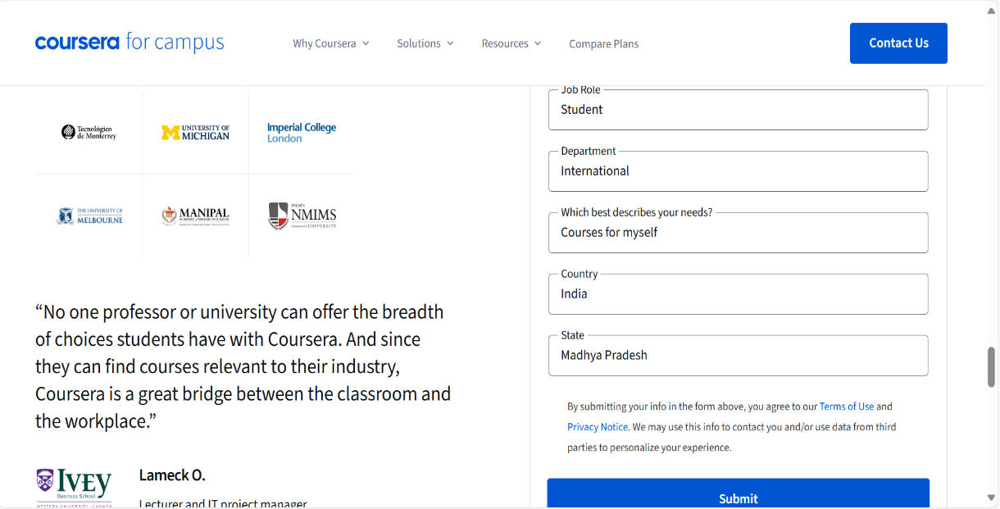 coursera for campus
Why Coursera
Solutions
Resources
Compare Plans
Contact Us
Tecnológico
de Monterrey
UNIVERSITY OF
MICHIGAN
Imperial College
London
THE UNIVERSITY OF
MELBOURNE
MANIPAL
SVKM'S
NMIMS
UNIVERSITY
“No one professor or university can offer the breadth
of choices students have with Coursera. And since
they can find courses relevant to their industry,
Coursera is a great bridge between the classroom and
the workplace.”
IVEY
Business School
WESTERN UNIVERSITY · CANADA
Lameck O.
Lecturer and IT project manager
Job Role
Student
Department
International
Which best describes your needs?
Courses for myself
Country
India
State
Madhya Pradesh
By submitting your info in the form above, you agree to our Terms of Use and
Privacy Notice. We may use this info to contact you and/or use data from third
parties to personalize your experience.
Submit